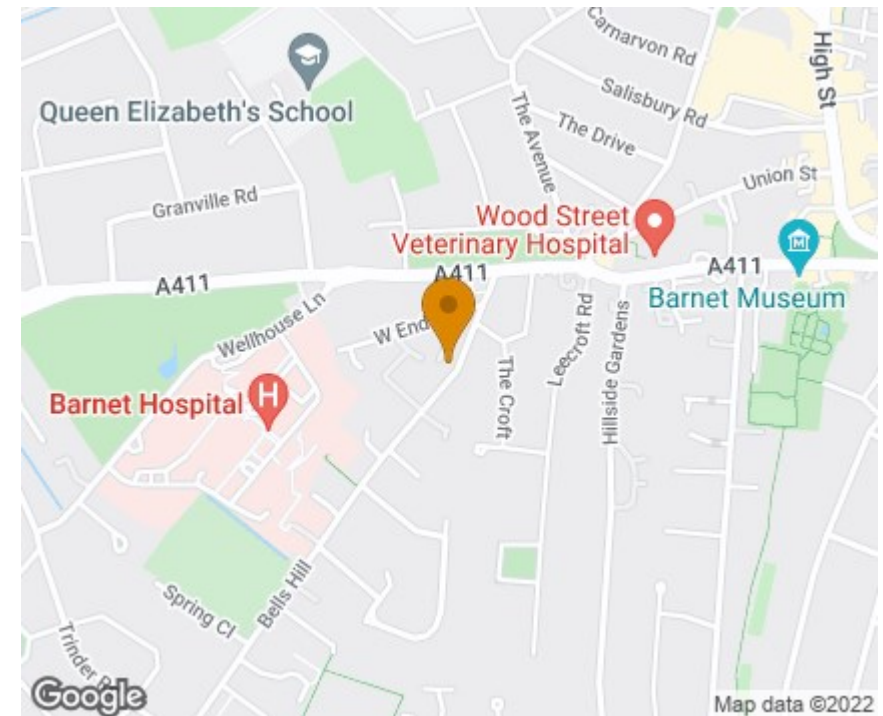 Carnarvon Rd
High St
Queen Elizabeth's School
Salisbury Rd
The Avenue
The Drive
Union St
Granville Rd
Wood Street
Veterinary Hospital
A411
A411
A411
Barnet Museum
Wellhouse Ln
W End
Leecroft Rd
Hillside Gardens
The Croft
Barnet Hospital
H
M
Bells Hill
Spring Cl
Trinder
Google
Map data ©2022